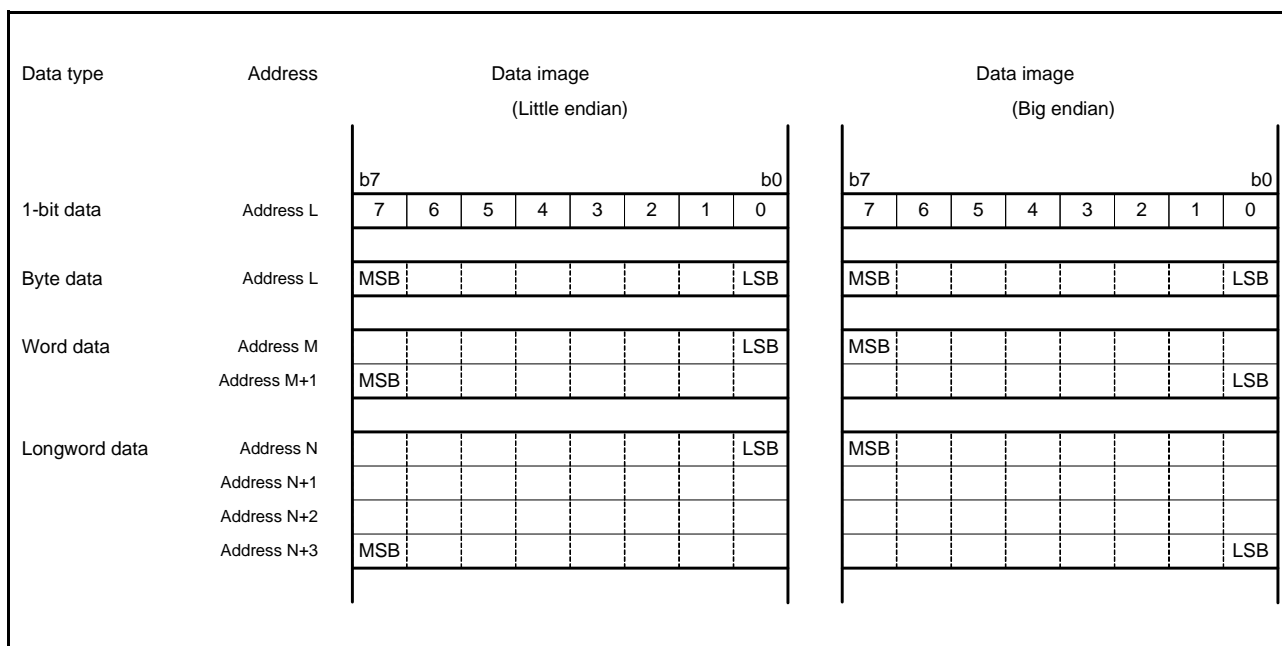 Data type Address Data image Data image
(Little endian) (Big endian)
b7 b0 b7 b0
1-bit data Address L 7 6 5 4 3 2 1 0 7 6 5 4 3 2 1 0
Byte data Address L MSB LSB MSB LSB
Word data Address M LSB MSB
Address M+1 MSB LSB
Longword data Address N LSB MSB
Address N+1
Address N+2
Address N+3 MSB LSB